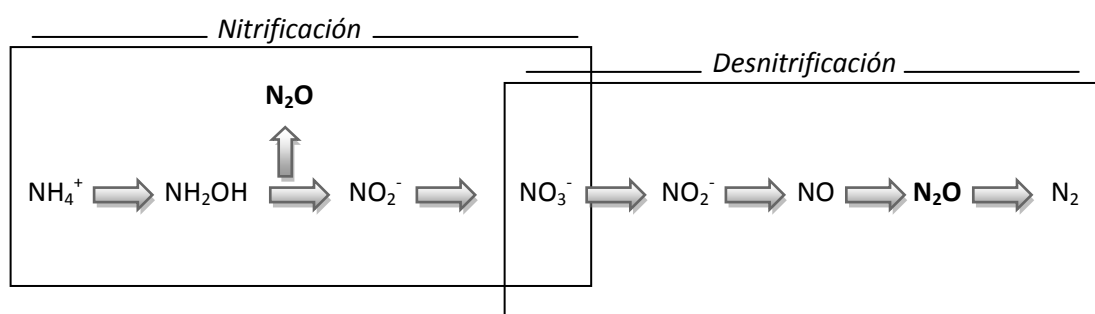 Nitrificación
Desnitrificación
N₂O
NH₄⁺ NH₂OH NO₂⁻ NO₃⁻ NO₂⁻ NO N₂O N₂